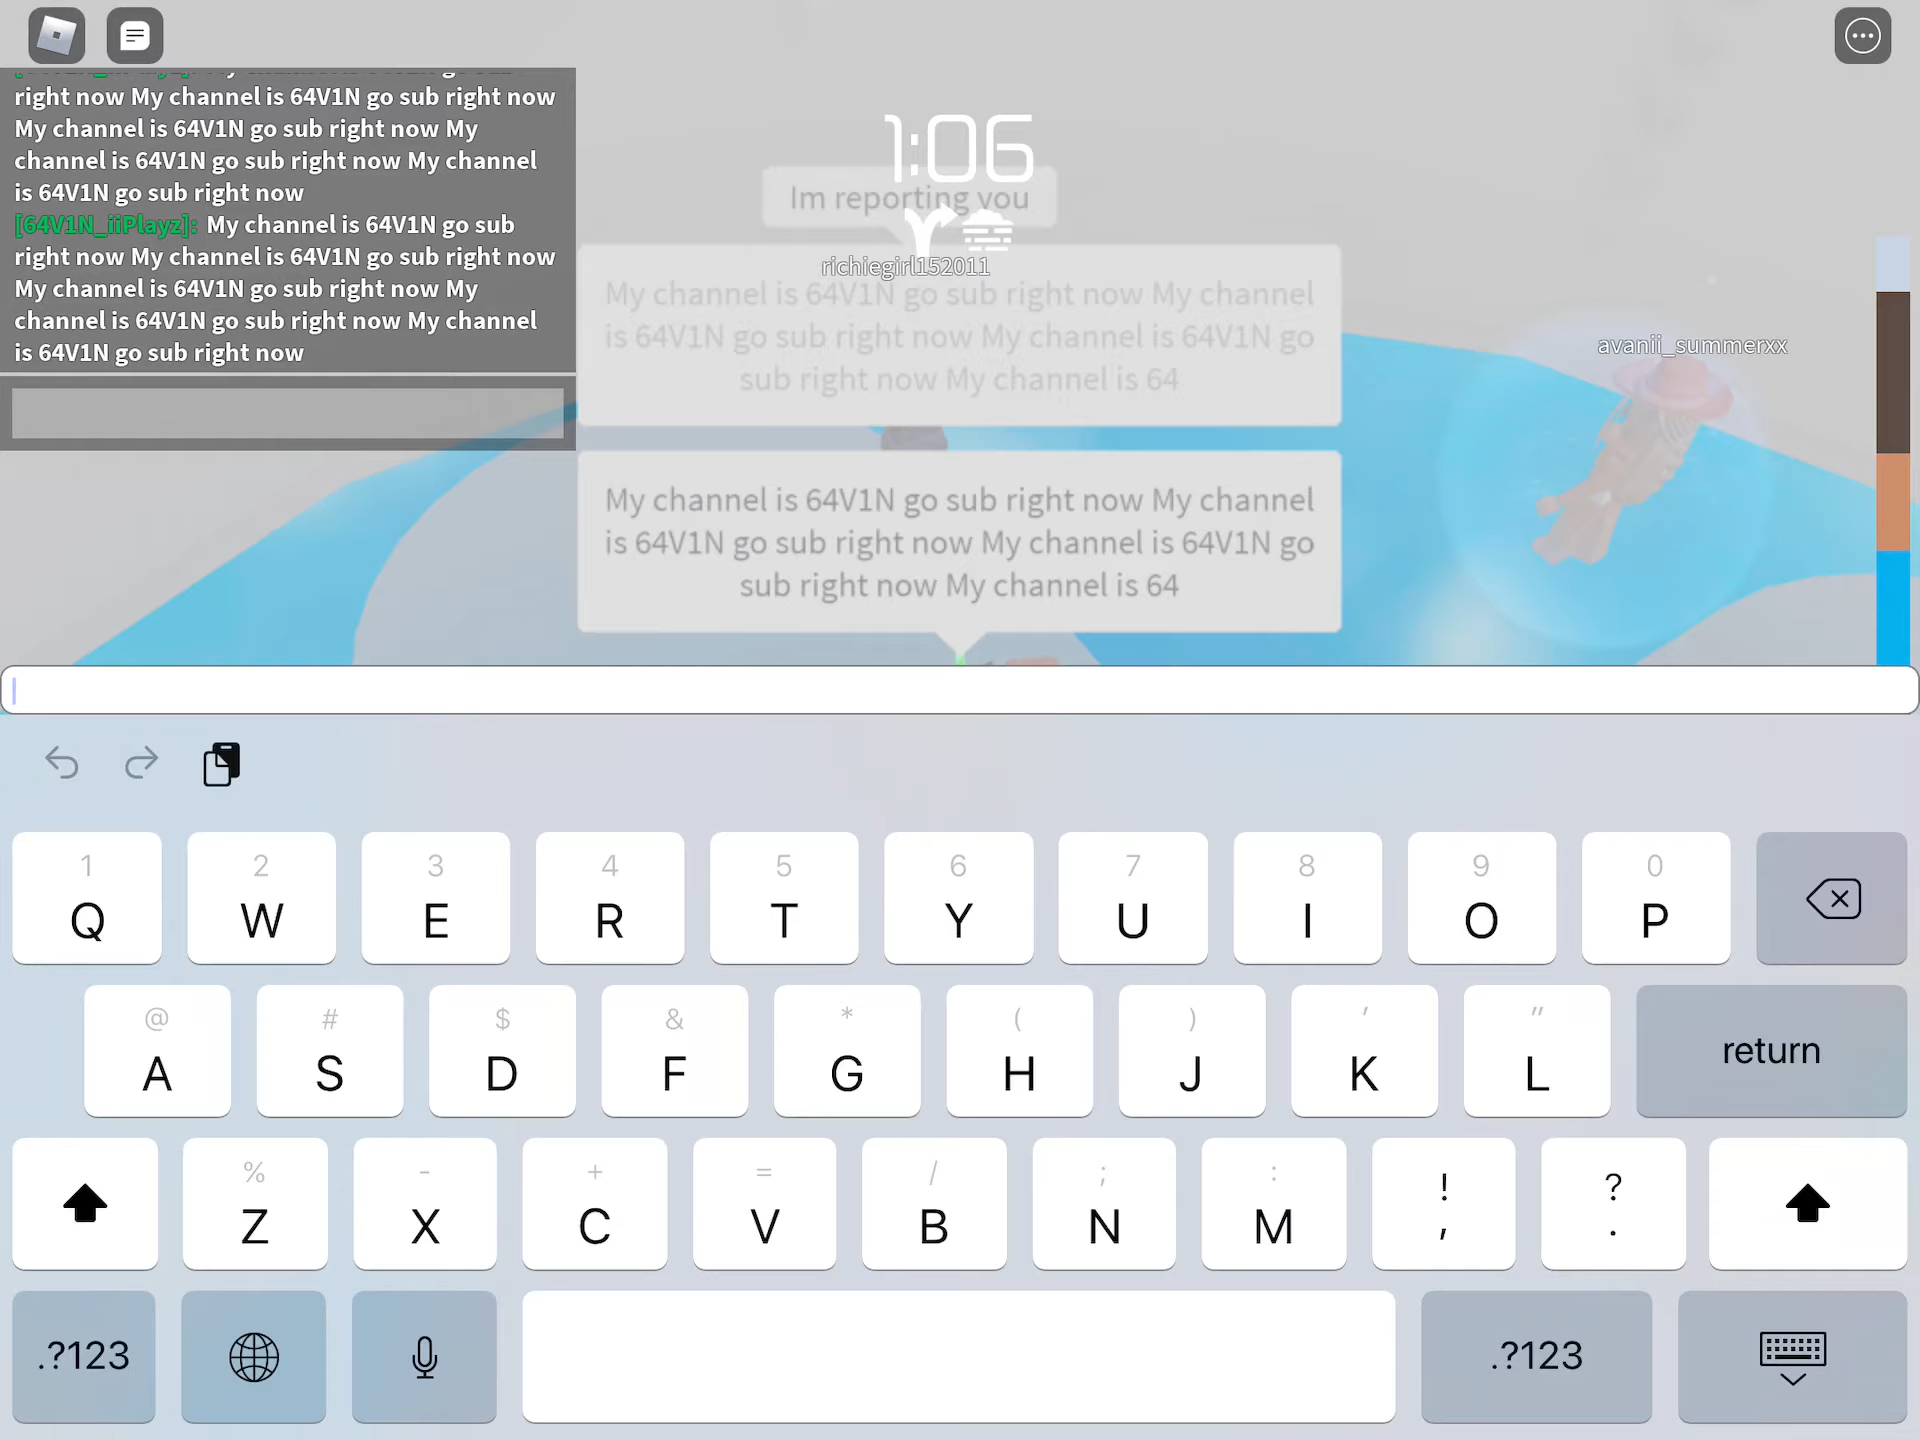 right now My channel is 64V1N go sub right now
My channel is 64V1N go sub right now My
channel is 64V1N go sub right now My channel
is 64V1N go sub right now
[64V1N_iiPlayz]: My channel is 64V1N go sub
right now My channel is 64V1N go sub right now
My channel is 64V1N go sub right now My
channel is 64V1N go sub right now My channel
is 64V1N go sub right now
1:06
Im reporting you
richiegirl152011
My channel is 64V1N go sub right now My channel
is 64V1N go sub right now My channel is 64V1N go
sub right now My channel is 64
avanii_summerxx
My channel is 64V1N go sub right now My channel
is 64V1N go sub right now My channel is 64V1N go
sub right now My channel is 64
1 2 3 4 5 6 7 8 9 0
Q W E R T Y U I O P
@ # $ & * ( ) ' "
A S D F G H J K L return
% - + = / ; : ! ?
Z X C V B N M , .
.?123 .?123